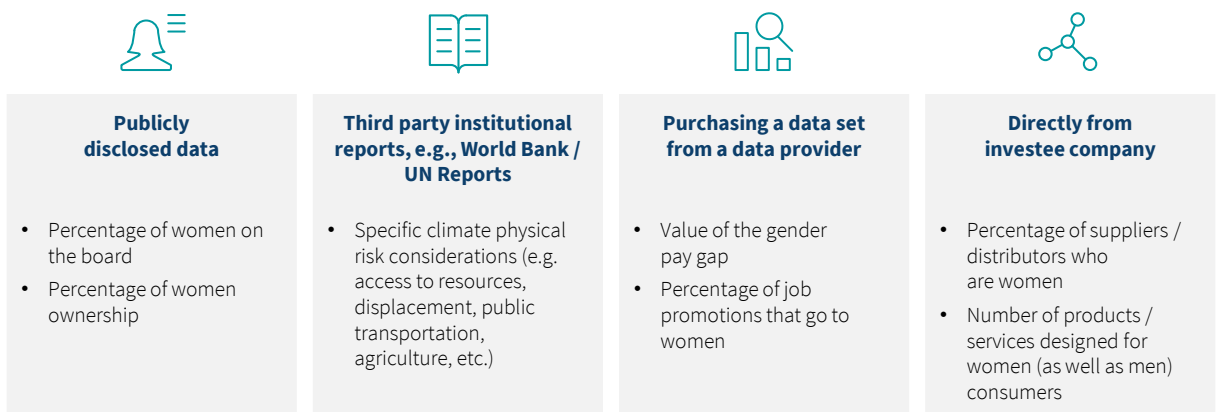 Publicly
disclosed data
• Percentage of women on
the board
• Percentage of women
ownership
Third party institutional
reports, e.g., World Bank /
UN Reports
• Specific climate physical
risk considerations (e.g.
access to resources,
displacement, public
transportation,
agriculture, etc.)
Purchasing a data set
from a data provider
• Value of the gender
pay gap
• Percentage of job
promotions that go to
women
Directly from
investee company
• Percentage of suppliers /
distributors who
are women
• Number of products /
services designed for
women (as well as men)
consumers